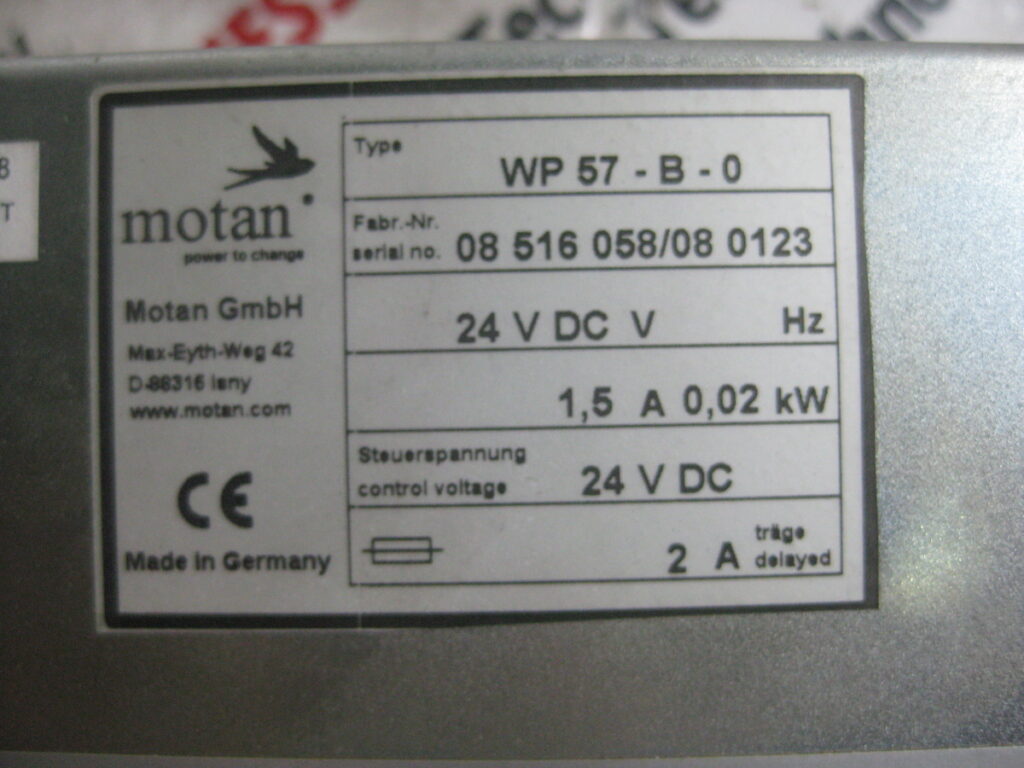 motan
power to change
Motan GmbH
Max-Eyth-Weg 42
D-88316 Isny
www.motan.com
CE
Made in Germany
Type
WP 57 - B - 0
Fabr.-Nr.
serial no. 08 516 058/08 0123
24 V DC V Hz
1,5 A 0,02 kW
Steuerspannung
control voltage 24 V DC
2 A träge
delayed
8
T